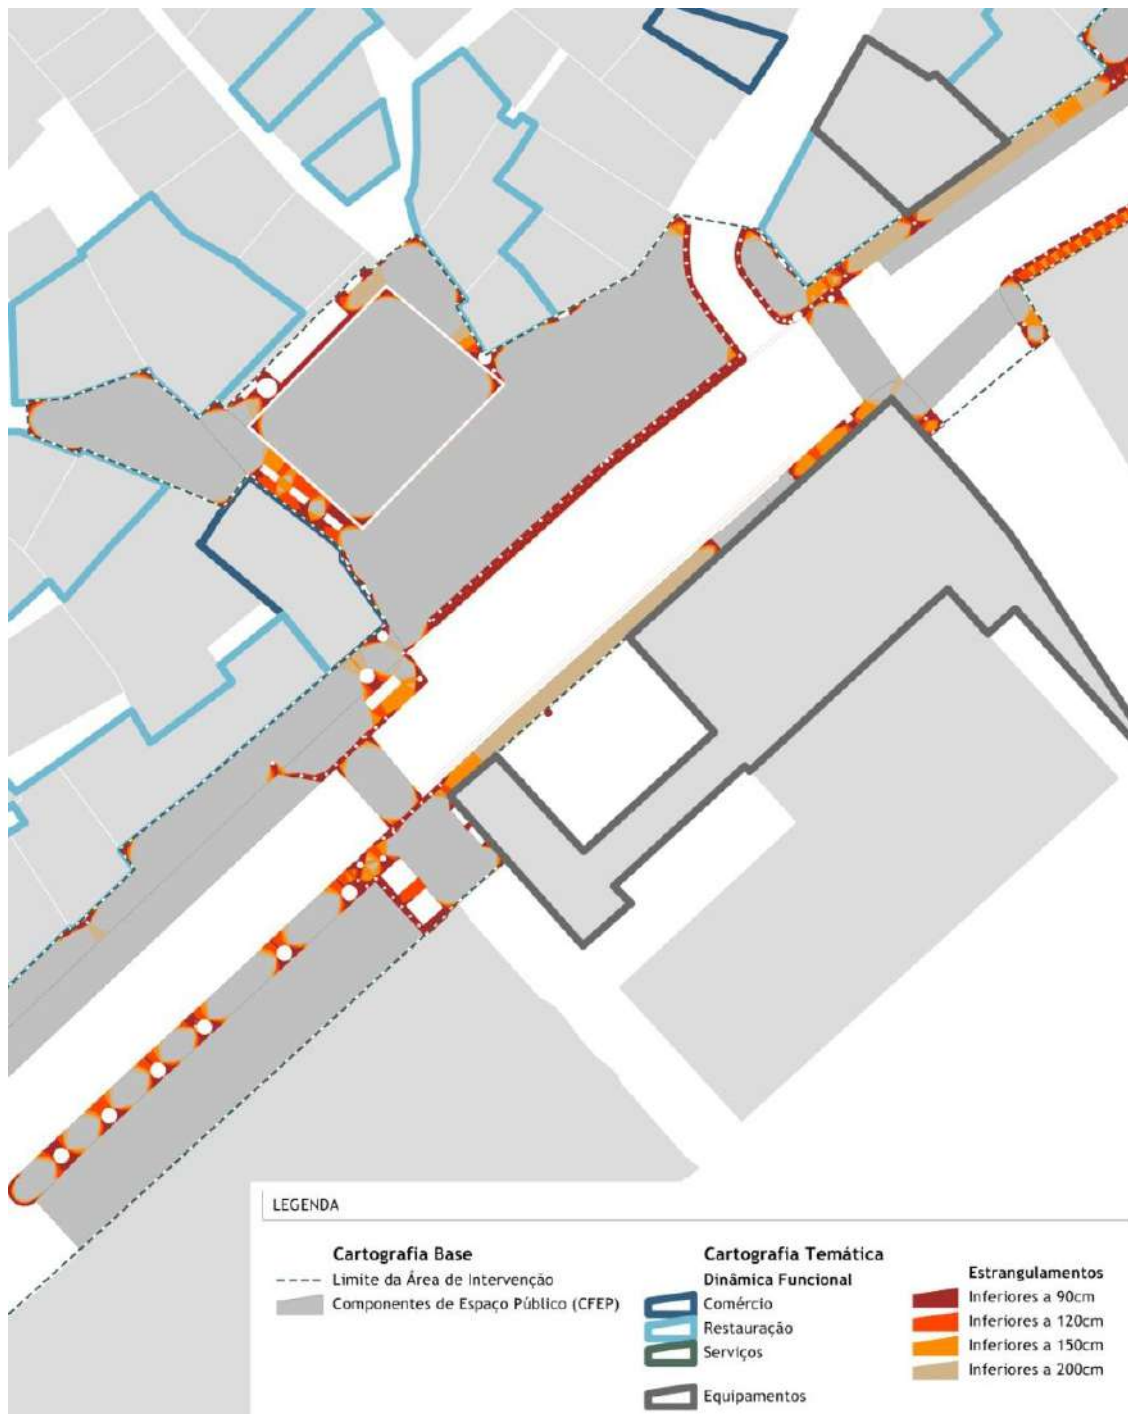 LEGENDA
Cartografia Base
Limite da Área de Intervenção
Componentes de Espaço Público (CFEP)
Cartografia Temática
Dinâmica Funcional
Comércio
Restauração
Serviços
Equipamentos
Estrangulamentos
Inferiores a 90cm
Inferiores a 120cm
Inferiores a 150cm
Inferiores a 200cm